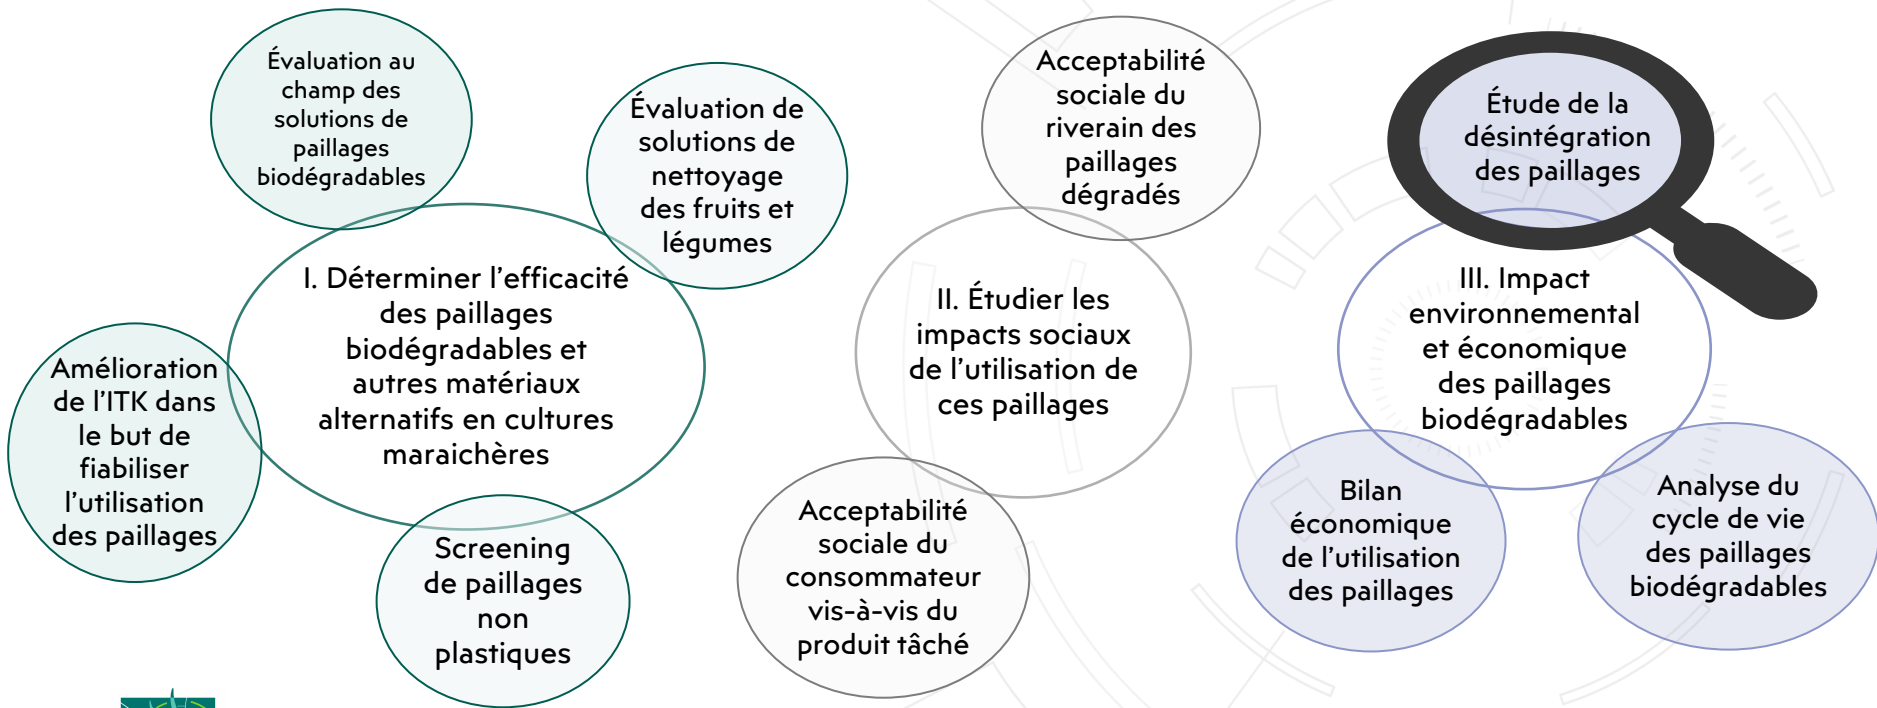 Évaluation au
champ des
solutions de
paillages
biodégradables
Évaluation de
solutions de
nettoyage
des fruits et
légumes
I. Déterminer l'efficacité
des paillages
biodégradables et
autres matériaux
alternatifs en cultures
maraichères
Amélioration
de l'ITK dans
le but de
fiabiliser
l'utilisation
des paillages
Screening
de paillages
non
plastiques
Acceptabilité
sociale du
riverain des
paillages
dégradés
II. Étudier les
impacts sociaux
de l'utilisation de
ces paillages
Acceptabilité
sociale du
consommateur
vis-à-vis du
produit tâché
Étude de la
désintégration
des paillages
III. Impact
environnemental
et économique
des paillages
biodégradables
Bilan
économique
de l'utilisation
des paillages
Analyse du
cycle de vie
des paillages
biodégradables